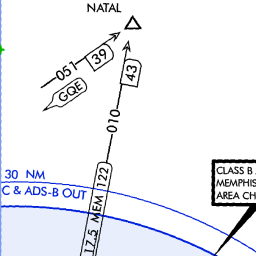 NATAL
39
051
GQE
43
010
122
MEM
17.5
30 NM
C & ADS-B OUT
CLASS B
MEMPHIS
AREA CH